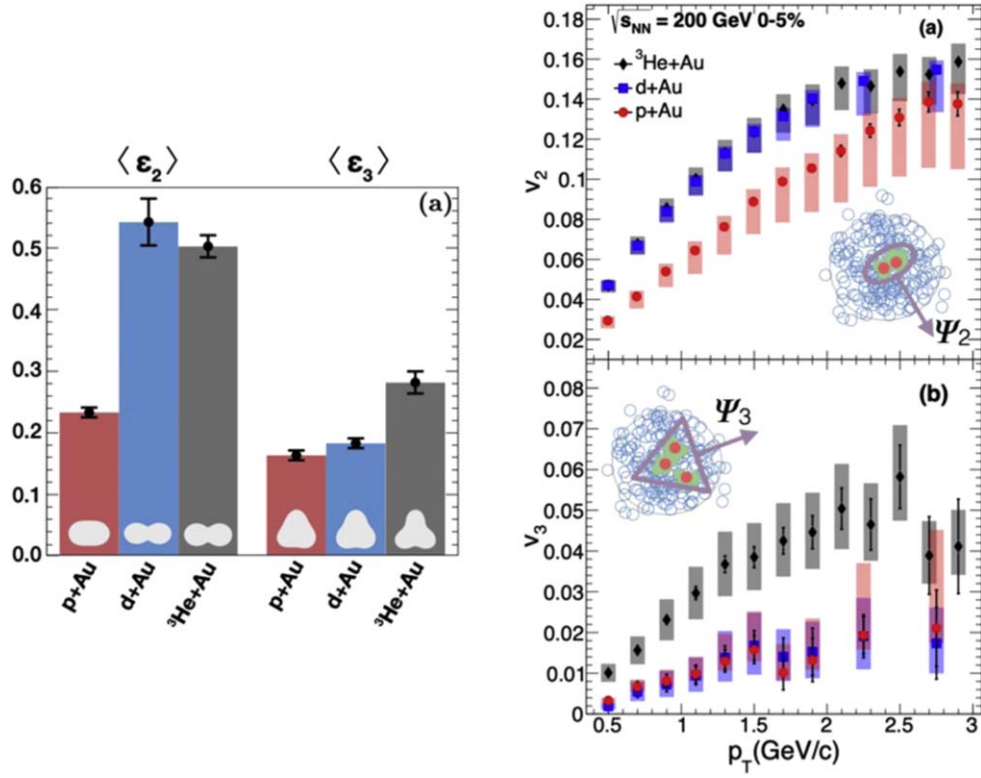 ⟨ε₂⟩ ⟨ε₃⟩
(a)
0.6
0.5
0.4
0.3
0.2
0.1
0.0
p+Au
d+Au
³He+Au
p+Au
d+Au
³He+Au
√s_NN = 200 GeV 0-5%
(a)
³He+Au
d+Au
p+Au
v₂
0.18
0.16
0.14
0.12
0.1
0.08
0.06
0.04
0.02
Ψ₂
(b)
Ψ₃
v₃
0.08
0.07
0.06
0.05
0.04
0.03
0.02
0.01
0
0.5 1 1.5 2 2.5 3
p_T(GeV/c)